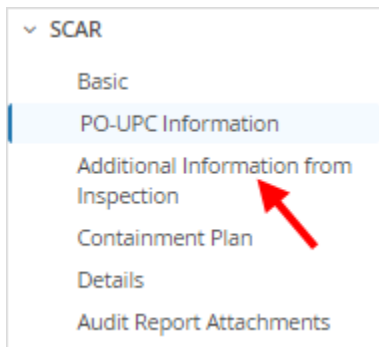 SCAR
Basic
PO-UPC Information
Additional Information from
Inspection
Containment Plan
Details
Audit Report Attachments